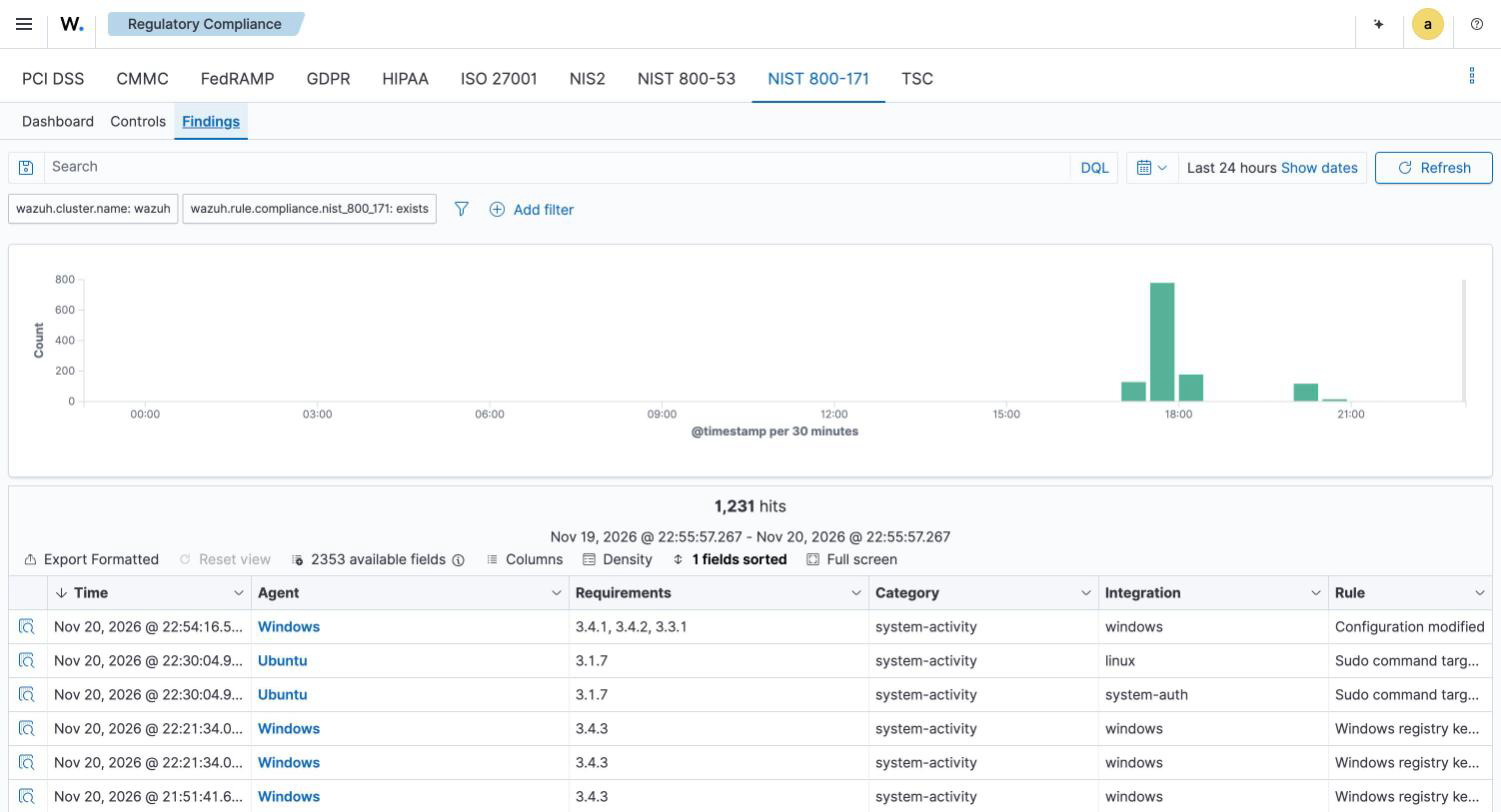 W. Regulatory Compliance a
PCI DSS CMMC FedRAMP GDPR HIPAA ISO 27001 NIS2 NIST 800-53 NIST 800-171 TSC
Dashboard Controls Findings
Search DQL Last 24 hours Show dates Refresh
wazuh.cluster.name: wazuh wazuh.rule.compliance.nist_800_171: exists Add filter
800
600
400
200
0
Count
00:00 03:00 06:00 09:00 12:00 15:00 18:00 21:00
@timestamp per 30 minutes
1,231 hits
Nov 19, 2026 @ 22:55:57.267 - Nov 20, 2026 @ 22:55:57.267
Export Formatted Reset view 2353 available fields Columns Density 1 fields sorted Full screen
Time Agent Requirements Category Integration Rule
Nov 20, 2026 @ 22:54:16.5... Windows 3.4.1, 3.4.2, 3.3.1 system-activity windows Configuration modified
Nov 20, 2026 @ 22:30:04.9... Ubuntu 3.1.7 system-activity linux Sudo command targ...
Nov 20, 2026 @ 22:30:04.9... Ubuntu 3.1.7 system-activity system-auth Sudo command targ...
Nov 20, 2026 @ 22:21:34.0... Windows 3.4.3 system-activity windows Windows registry ke...
Nov 20, 2026 @ 22:21:34.0... Windows 3.4.3 system-activity windows Windows registry ke...
Nov 20, 2026 @ 21:51:41.6... Windows 3.4.3 system-activity windows Windows registry ke...